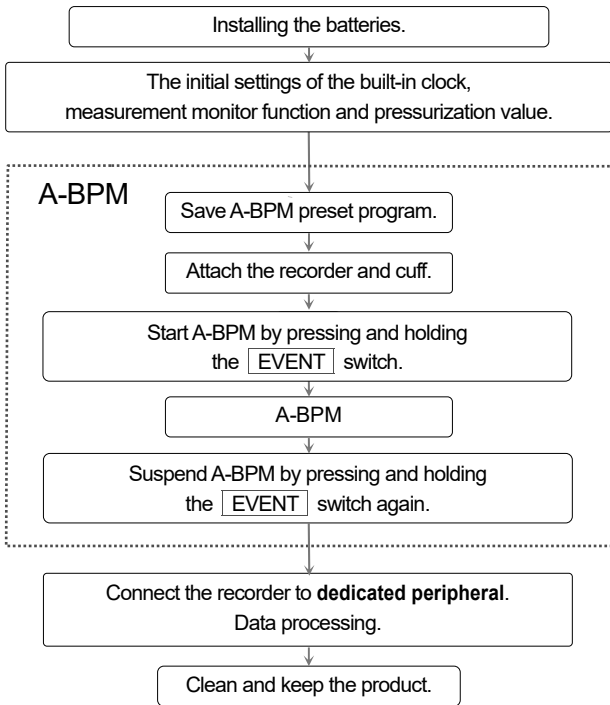 Installing the batteries.
The initial settings of the built-in clock,
measurement monitor function and pressurization value.
A-BPM
Save A-BPM preset program.
Attach the recorder and cuff.
Start A-BPM by pressing and holding
the EVENT switch.
A-BPM
Suspend A-BPM by pressing and holding
the EVENT switch again.
Connect the recorder to dedicated peripheral.
Data processing.
Clean and keep the product.